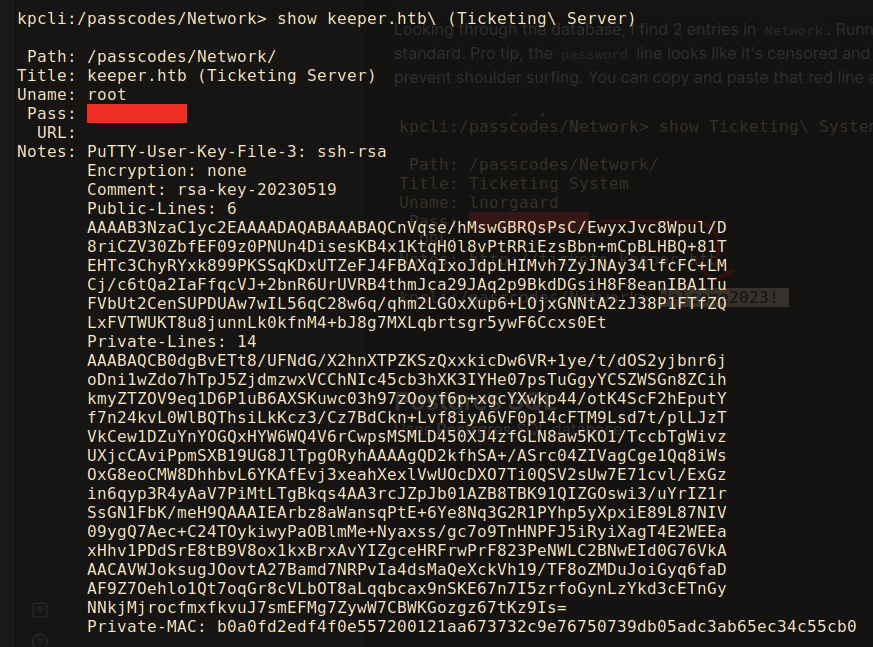 kpcli:/passcodes/Network> show keeper.htb\ (Ticketing\ Server)
Looking through the database, I find 2 entries in Network. Runn
standard. Pro tip, the password line looks like it's censored and
prevent shoulder surfing. You can copy and paste that red line a
Path: /passcodes/Network/
Title: keeper.htb (Ticketing Server)
Uname: root
Pass:
URL:
Notes: PuTTY-User-Key-File-3: ssh-rsa
Encryption: none
Comment: rsa-key-20230519
Public-Lines: 6
AAAAB3NzaC1yc2EAAAADAQABAAABAQCnVqse/hMswGBRQsPsC/EwyxJvc8Wpul/D
8riCZV30ZbfEF09z0PNUn4DisesKB4x1KtqH0l8vPtRRiEzsBbn+mCpBLHBQ+81T
EHTc3ChyRYxk899PKSSqKDxUTZeFJ4FBAXqIxoJdpLHIMvh7ZyJNAy34lfcFC+LM
Cj/c6tQa2IaFfqcVJ+2bnR6UrUVRB4thmJca29JAq2p9BkdDGsiH8F8eanIBA1Tu
FVbUt2CenSUPDUAw7wIL56qC28w6q/qhm2LGOxXup6+LOjxGNNtA2zJ38P1FTfZQ
LxFVTWUKT8u8junnLk0kfnM4+bJ8g7MXLqbrtsgr5ywF6Ccxs0Et
Private-Lines: 14
AAABAQCB0dgBvETt8/UFNdG/X2hnXTPZKSzQxxkicDw6VR+1ye/t/dOS2yjbnr6j
oDni1wZdo7hTpJ5ZjdmzwxVCChNIc45cb3hXK3IYHe07psTuGgyYCSZWSGn8ZCih
kmyZTZOV9eq1D6P1uB6AXSKuwc03h97zOoyf6p+xgcYXwkp44/otK4ScF2hEputY
f7n24kvL0WlBQThsiLkKcz3/Cz7BdCkn+Lvf8iyA6VF0p14cFTM9Lsd7t/plLJzT
VkCew1DZuYnYOGQxHYW6WQ4V6rCwpsMSMLD450XJ4zfGLN8aw5KO1/TccbTgWivz
UXjcCAviPpmSXB19UG8JlTpgORyhAAAAgQD2kfhSA+/ASrc04ZIVagCge1Qq8iWs
OxG8eoCMW8DhhbvL6YKAfEvj3xeahXexlVwUOcDXO7Ti0QSV2sUw7E71cvl/ExGz
in6qyp3R4yAaV7PiMtLTgBkqs4AA3rcJZpJb01AZB8TBK91QIZGOswi3/uYrIZ1r
SsGN1FbK/meH9QAAAIEArbz8aWansqPtE+6Ye8Nq3G2R1PYhp5yXpxiE89L87NIV
09ygQ7Aec+C24TOykiwyPaOBlmMe+Nyaxss/gc7o9TnHNPFJ5iRyiXagT4E2WEEa
xHhv1PDdSrE8tB9V8ox1kxBrxAvYIZgceHRFrwPrF823PeNWLC2BNwEId0G76VkA
AACAVWJoksugJOovtA27Bamd7NRPvIa4dsMaQeXckVh19/TF8oZMDuJoiGyq6faD
AF9Z7Oehlo1Qt7oqGr8cVLbOT8aLqqbcax9nSKE67n7I5zrfoGynLzYkd3cETnGy
NNkjMjrocfmxfkvuJ7smEFMg7ZywW7CBWKGozgz67tKz9Is=
Private-MAC: b0a0fd2edf4f0e557200121aa673732c9e76750739db05adc3ab65ec34c55cb0
kpcli:/passcodes/Network> show Ticketing\ System
Path: /passcodes/Network/
Title: Ticketing System
Uname: lnorgaard
2023!